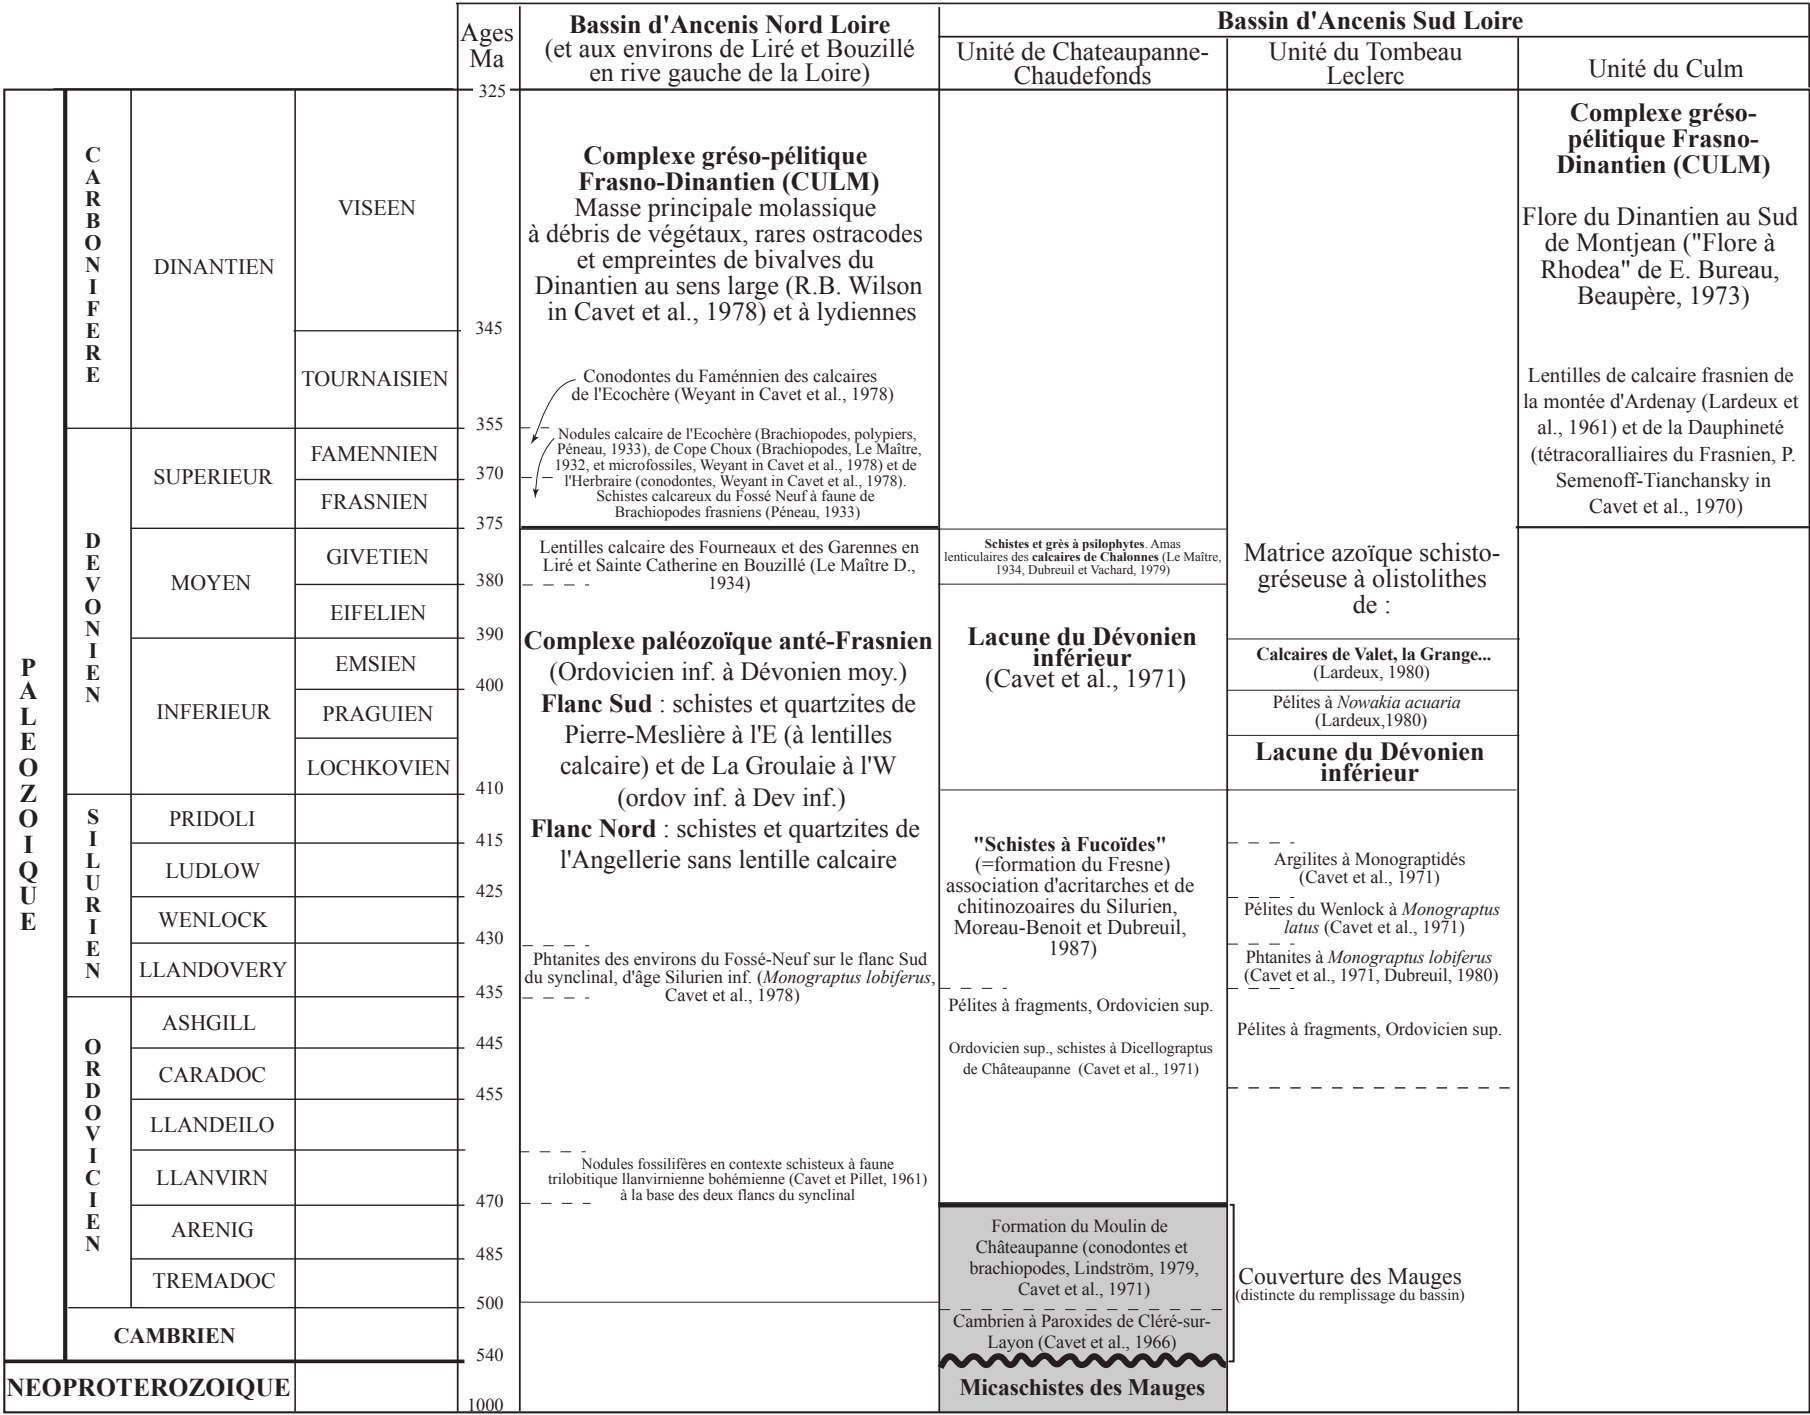 Ages
Ma
Bassin d'Ancenis Nord Loire
(et aux environs de Liré et Bouzillé
en rive gauche de la Loire)
Bassin d'Ancenis Sud Loire
Unité de Chateaupanne-
Chaudefonds
Unité du Tombeau
Leclerc
Unité du Culm
PALEOZOIQUE
CARBONIFERE
DINANTIEN
VISEEN
TOURNAISIEN
DEVONIEN
SUPERIEUR
FAMENNIEN
FRASNIEN
MOYEN
GIVETIEN
EIFELIEN
INFERIEUR
EMSIEN
PRAGUIEN
LOCHKOVIEN
SILURIEN
PRIDOLI
LUDLOW
WENLOCK
LLANDOVERY
ORDOVICIEN
ASHGILL
CARADOC
LLANDEILO
LLANVIRN
ARENIG
TREMADOC
CAMBRIEN
NEOPROTEROZOIQUE
325
345
355
370
375
380
390
400
410
415
425
430
435
445
455
470
485
500
540
1000
Complexe gréso-pélitique
Frasno-Dinantien (CULM)
Masse principale molassique
à débris de végétaux, rares ostracodes
et empreintes de bivalves du
Dinantien au sens large (R.B. Wilson
in Cavet et al., 1978) et à lydiennes
Conodontes du Faménnien des calcaires
de l'Ecochère (Weyant in Cavet et al., 1978)
Nodules calcaire de l'Ecochère (Brachiopodes, polypiers,
Péneau, 1933), de Cope Choux (Brachiopodes, Le Maître,
1932, et microfossiles, Weyant in Cavet et al., 1978) et de
l'Herbraire (conodontes, Weyant in Cavet et al., 1978).
Schistes calcareux du Fossé Neuf à faune de
Brachiopodes frasniens (Péneau, 1933)
Lentilles calcaire des Fourneaux et des Garennes en
Liré et Sainte Catherine en Bouzillé (Le Maître D.,
1934)
Complexe paléozoïque anté-Frasnien
(Ordovicien inf. à Dévonien moy.)
Flanc Sud : schistes et quartzites de
Pierre-Meslière à l'E (à lentilles
calcaire) et de La Groulaie à l'W
(ordov inf. à Dev inf.)
Flanc Nord : schistes et quartzites de
l'Angellerie sans lentille calcaire
Phtanites des environs du Fossé-Neuf sur le flanc Sud
du synclinal, d'âge Silurien inf. (Monograptus lobiferus,
Cavet et al., 1978)
Nodules fossilifères en contexte schisteux à faune
trilobitique llanvirnienne bohémienne (Cavet et Pillet, 1961)
à la base des deux flancs du synclinal
Schistes et grès à psilophytes. Amas
lenticulaires des calcaires de Chalonnes (Le Maître,
1934, Dubreuil et Vachard, 1979)
Lacune du Dévonien
inférieur
(Cavet et al., 1971)
"Schistes à Fucoïdes"
(=formation du Fresne)
association d'acritarches et de
chitinozoaires du Silurien,
Moreau-Benoit et Dubreuil,
1987)
Pélites à fragments, Ordovicien sup.
Ordovicien sup., schistes à Dicellograptus
de Châteaupanne (Cavet et al., 1971)
Formation du Moulin de
Châteaupanne (conodontes et
brachiopodes, Lindström, 1979,
Cavet et al., 1971)
Cambrien à Paroxides de Cléré-sur-
Layon (Cavet et al., 1966)
Micaschistes des Mauges
Matrice azoïque schisto-
gréseuse à olistolithes
de :
Calcaires de Valet, la Grange...
(Lardeux, 1980)
Pélites à Nowakia acuaria
(Lardeux,1980)
Lacune du Dévonien
inférieur
Argilites à Monograptidés
(Cavet et al., 1971)
Pélites du Wenlock à Monograptus
latus (Cavet et al., 1971)
Phtanites à Monograptus lobiferus
(Cavet et al., 1971, Dubreuil, 1980)
Pélites à fragments, Ordovicien sup.
Couverture des Mauges
(distincte du remplissage du bassin)
Complexe gréso-
pélitique Frasno-
Dinantien (CULM)
Flore du Dinantien au Sud
de Montjean ("Flore à
Rhodea" de E. Bureau,
Beaupère, 1973)
Lentilles de calcaire frasnien de
la montée d'Ardenay (Lardeux et
al., 1961) et de la Dauphineté
(tétracoralliaires du Frasnien, P.
Semenoff-Tianchansky in
Cavet et al., 1970)